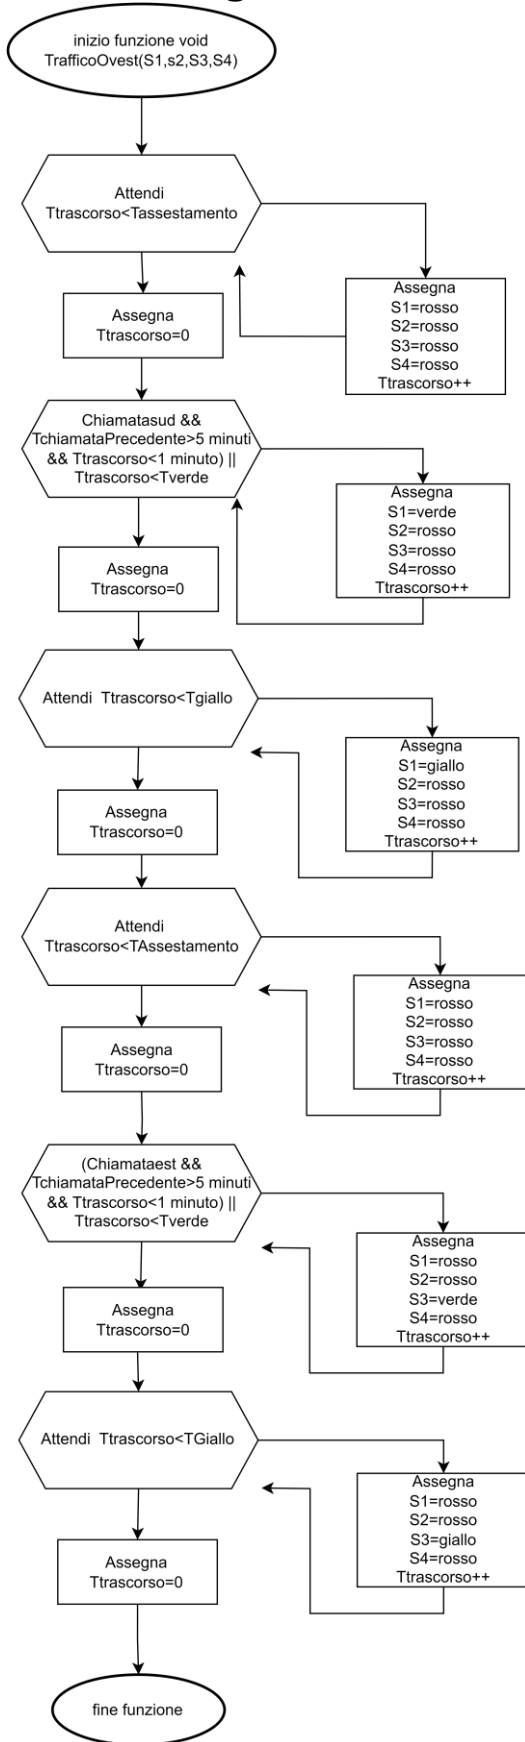 inizio funzione void
TrafficoOvest(S1,s2,S3,S4)
Attendi
Ttrascorso<Tassestamento
Assegna
S1=rosso
S2=rosso
S3=rosso
S4=rosso
Ttrascorso++
Assegna
Ttrascorso=0
Chiamatasud &&
TchiamataPrecedente>5 minuti
&& Ttrascorso<1 minuto) ||
Ttrascorso<Tverde
Assegna
S1=verde
S2=rosso
S3=rosso
S4=rosso
Ttrascorso++
Assegna
Ttrascorso=0
Attendi Ttrascorso<Tgiallo
Assegna
S1=giallo
S2=rosso
S3=rosso
S4=rosso
Ttrascorso++
Assegna
Ttrascorso=0
Attendi
Ttrascorso<TAssestamento
Assegna
S1=rosso
S2=rosso
S3=rosso
S4=rosso
Ttrascorso++
Assegna
Ttrascorso=0
(Chiamataest &&
TchiamataPrecedente>5 minuti
&& Ttrascorso<1 minuto) ||
Ttrascorso<Tverde
Assegna
S1=rosso
S2=rosso
S3=verde
S4=rosso
Ttrascorso++
Assegna
Ttrascorso=0
Attendi Ttrascorso<TGiallo
Assegna
S1=rosso
S2=rosso
S3=giallo
S4=rosso
Ttrascorso++
Assegna
Ttrascorso=0
fine funzione